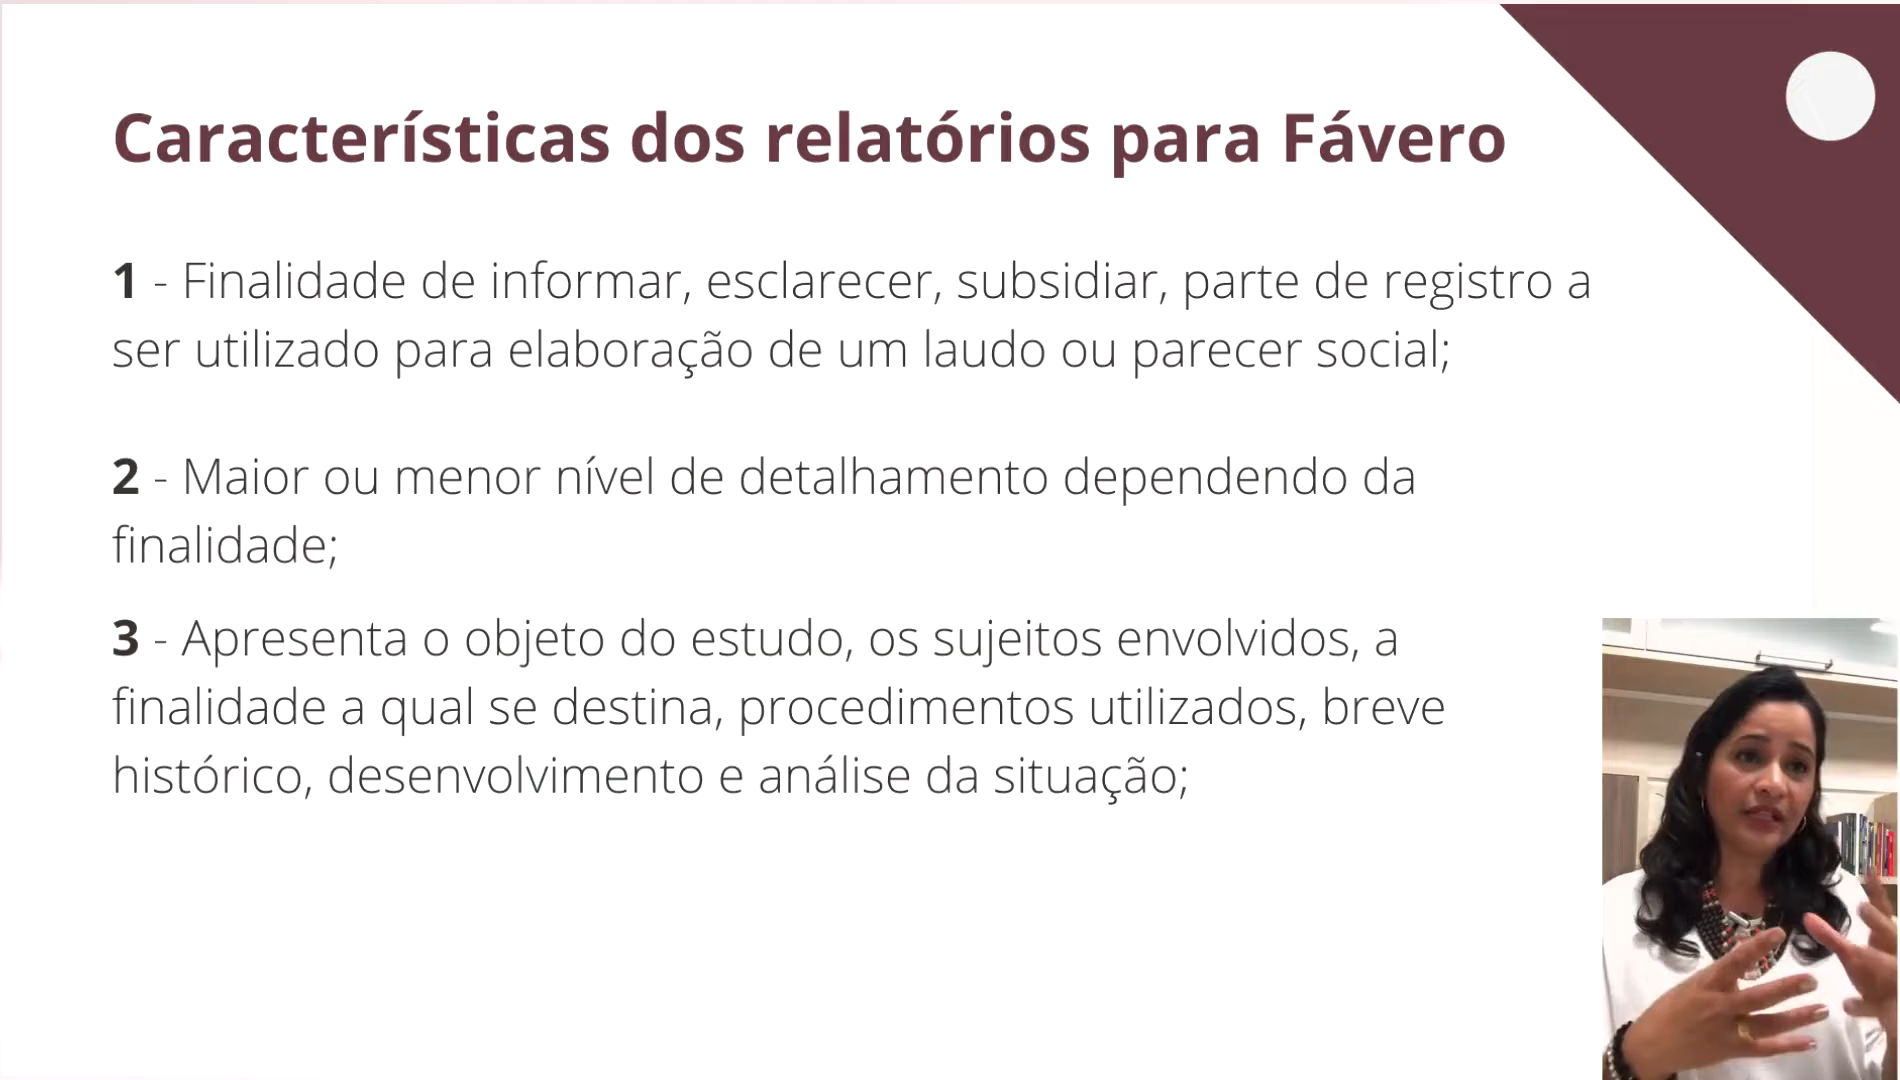 Características dos relatórios para Fávero
1 - Finalidade de informar, esclarecer, subsidiar, parte de registro a
ser utilizado para elaboração de um laudo ou parecer social;
2 - Maior ou menor nível de detalhamento dependendo da
finalidade;
3 - Apresenta o objeto do estudo, os sujeitos envolvidos, a
finalidade a qual se destina, procedimentos utilizados, breve
histórico, desenvolvimento e análise da situação;